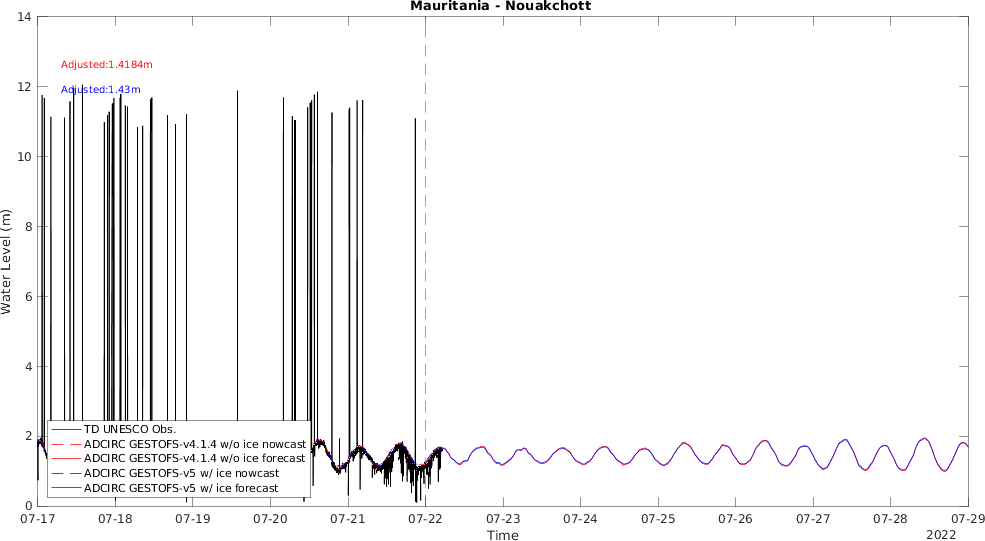 Mauritania - Nouakchott
14
12
10
8
6
4
2
0
Water Level (m)
Adjusted:1.4184m
Adjusted:1.43m
TD UNESCO Obs.
ADCIRC GESTOFS-v4.1.4 w/o ice nowcast
ADCIRC GESTOFS-v4.1.4 w/o ice forecast
ADCIRC GESTOFS-v5 w/ ice nowcast
ADCIRC GESTOFS-v5 w/ ice forecast
07-17 07-18 07-19 07-20 07-21 07-22 07-23 07-24 07-25 07-26 07-27 07-28 07-29
Time
2022